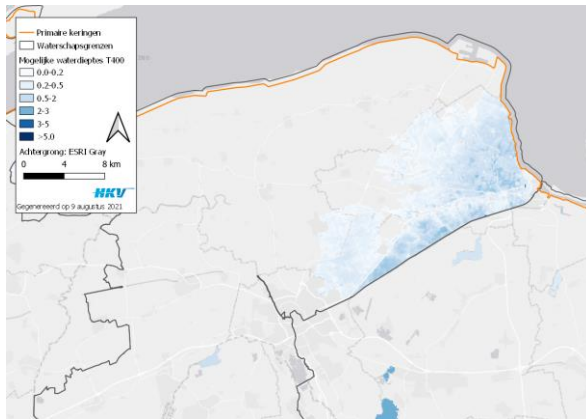 Primaire keringen
Waterschapsgrenzen
Mogelijke waterdieptes T400
0.0-0.2
0.2-0.5
0.5-2
2-3
3-5
>5.0
Achtergrong: ESRI Gray
0 4 8 km
HKV
Gegenereerd op 9 augustus 2021